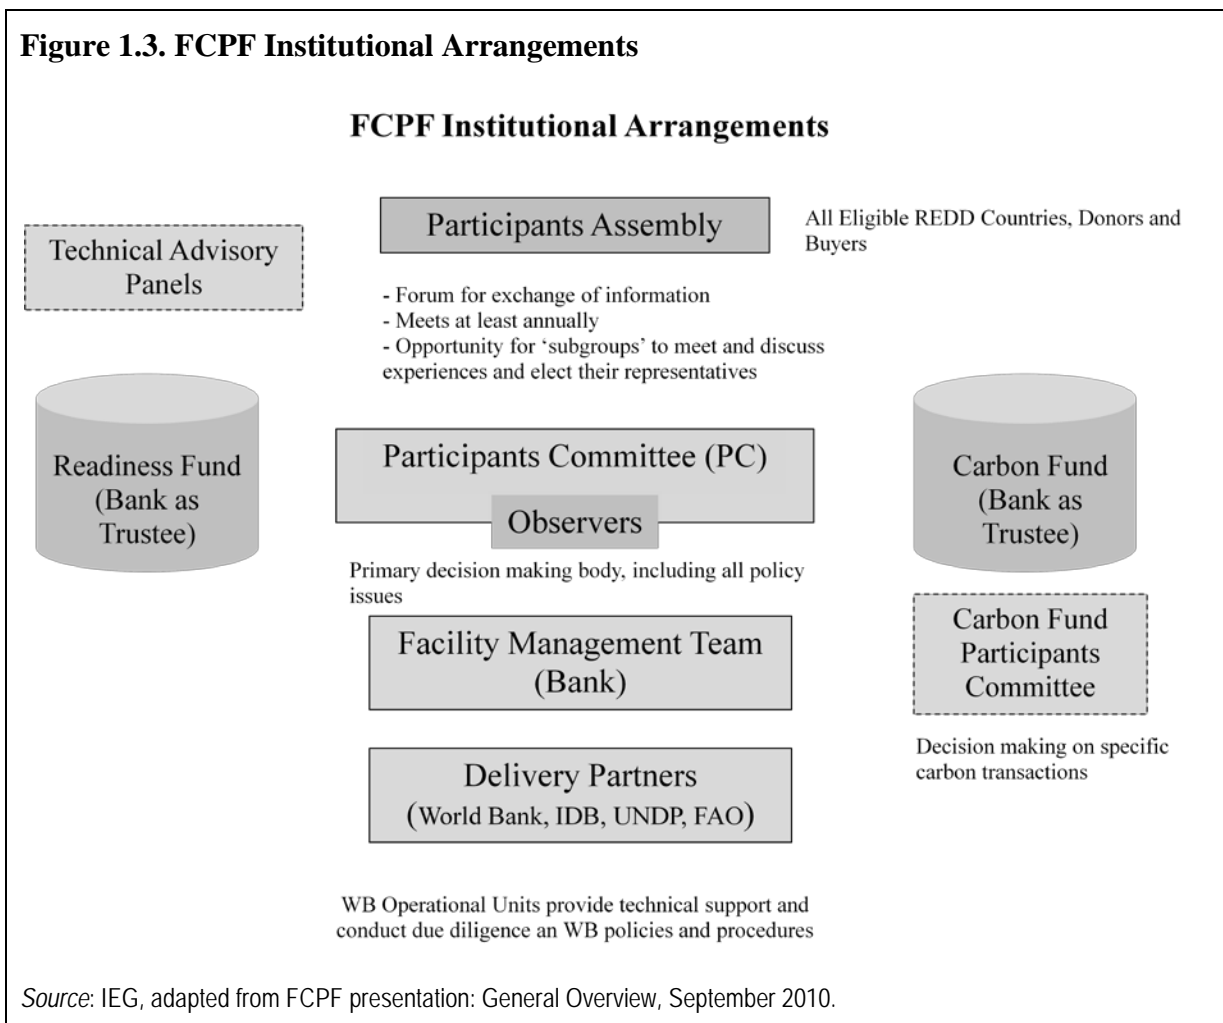 Figure 1.3. FCPF Institutional Arrangements
FCPF Institutional Arrangements
Technical Advisory
Panels
Participants Assembly
All Eligible REDD Countries, Donors and
Buyers
- Forum for exchange of information
- Meets at least annually
- Opportunity for ‘subgroups’ to meet and discuss
experiences and elect their representatives
Readiness Fund
(Bank as
Trustee)
Participants Committee (PC)
Observers
Primary decision making body, including all policy
issues
Carbon Fund
(Bank as
Trustee)
Facility Management Team
(Bank)
Carbon Fund
Participants
Committee
Decision making on specific
carbon transactions
Delivery Partners
(World Bank, IDB, UNDP, FAO)
WB Operational Units provide technical support and
conduct due diligence an WB policies and procedures
Source: IEG, adapted from FCPF presentation: General Overview, September 2010.